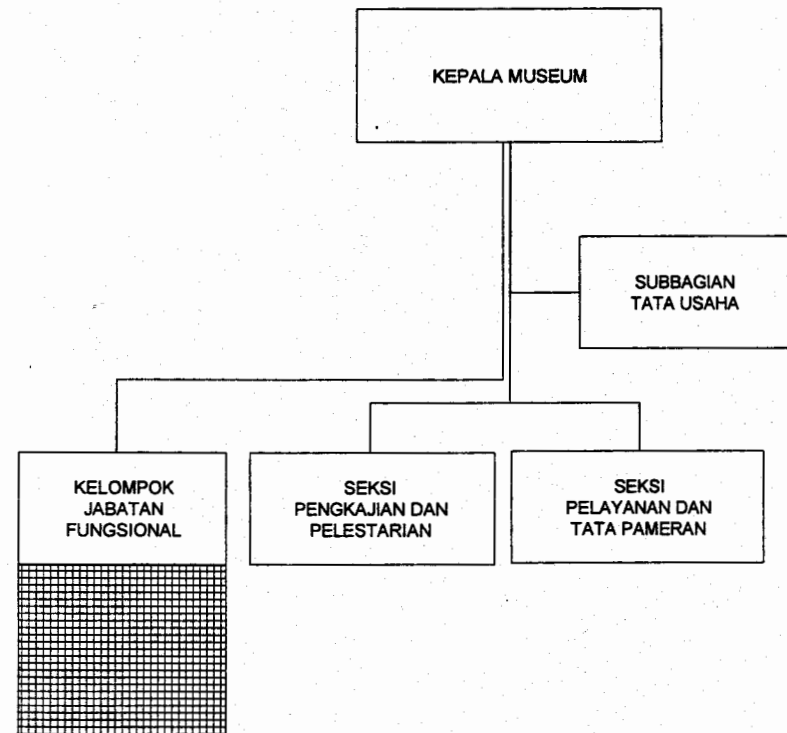 KEPALA MUSEUM
SUBBAGIAN
TATA USAHA
KELOMPOK
JABATAN
FUNGSIONAL
SEKSI
PENGKAJIAN DAN
PELESTARIAN
SEKSI
PELAYANAN DAN
TATA PAMERAN